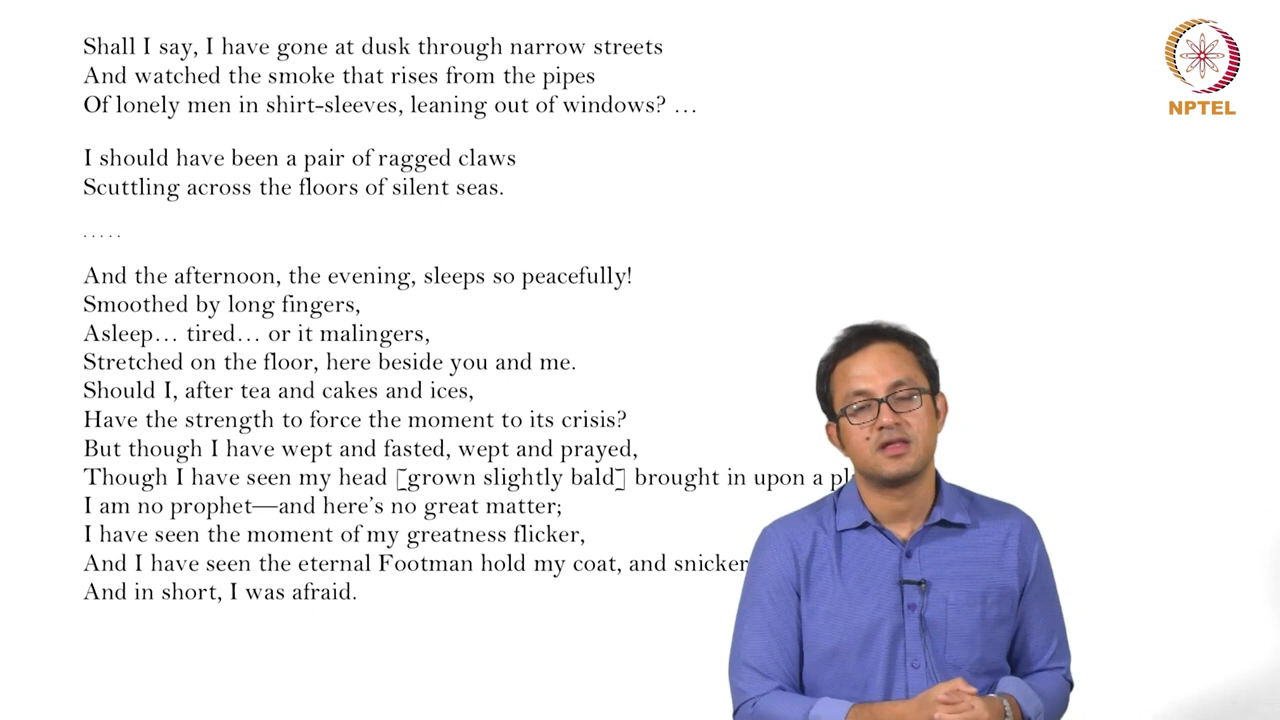 Shall I say, I have gone at dusk through narrow streets
And watched the smoke that rises from the pipes
Of lonely men in shirt-sleeves, leaning out of windows? …
I should have been a pair of ragged claws
Scuttling across the floors of silent seas.
. . . . .
And the afternoon, the evening, sleeps so peacefully!
Smoothed by long fingers,
Asleep… tired… or it malingers,
Stretched on the floor, here beside you and me.
Should I, after tea and cakes and ices,
Have the strength to force the moment to its crisis?
But though I have wept and fasted, wept and prayed,
Though I have seen my head [grown slightly bald] brought in upon a
I am no prophet—and here's no great matter;
I have seen the moment of my greatness flicker,
And I have seen the eternal Footman hold my coat, and snicker
And in short, I was afraid.
NPTEL